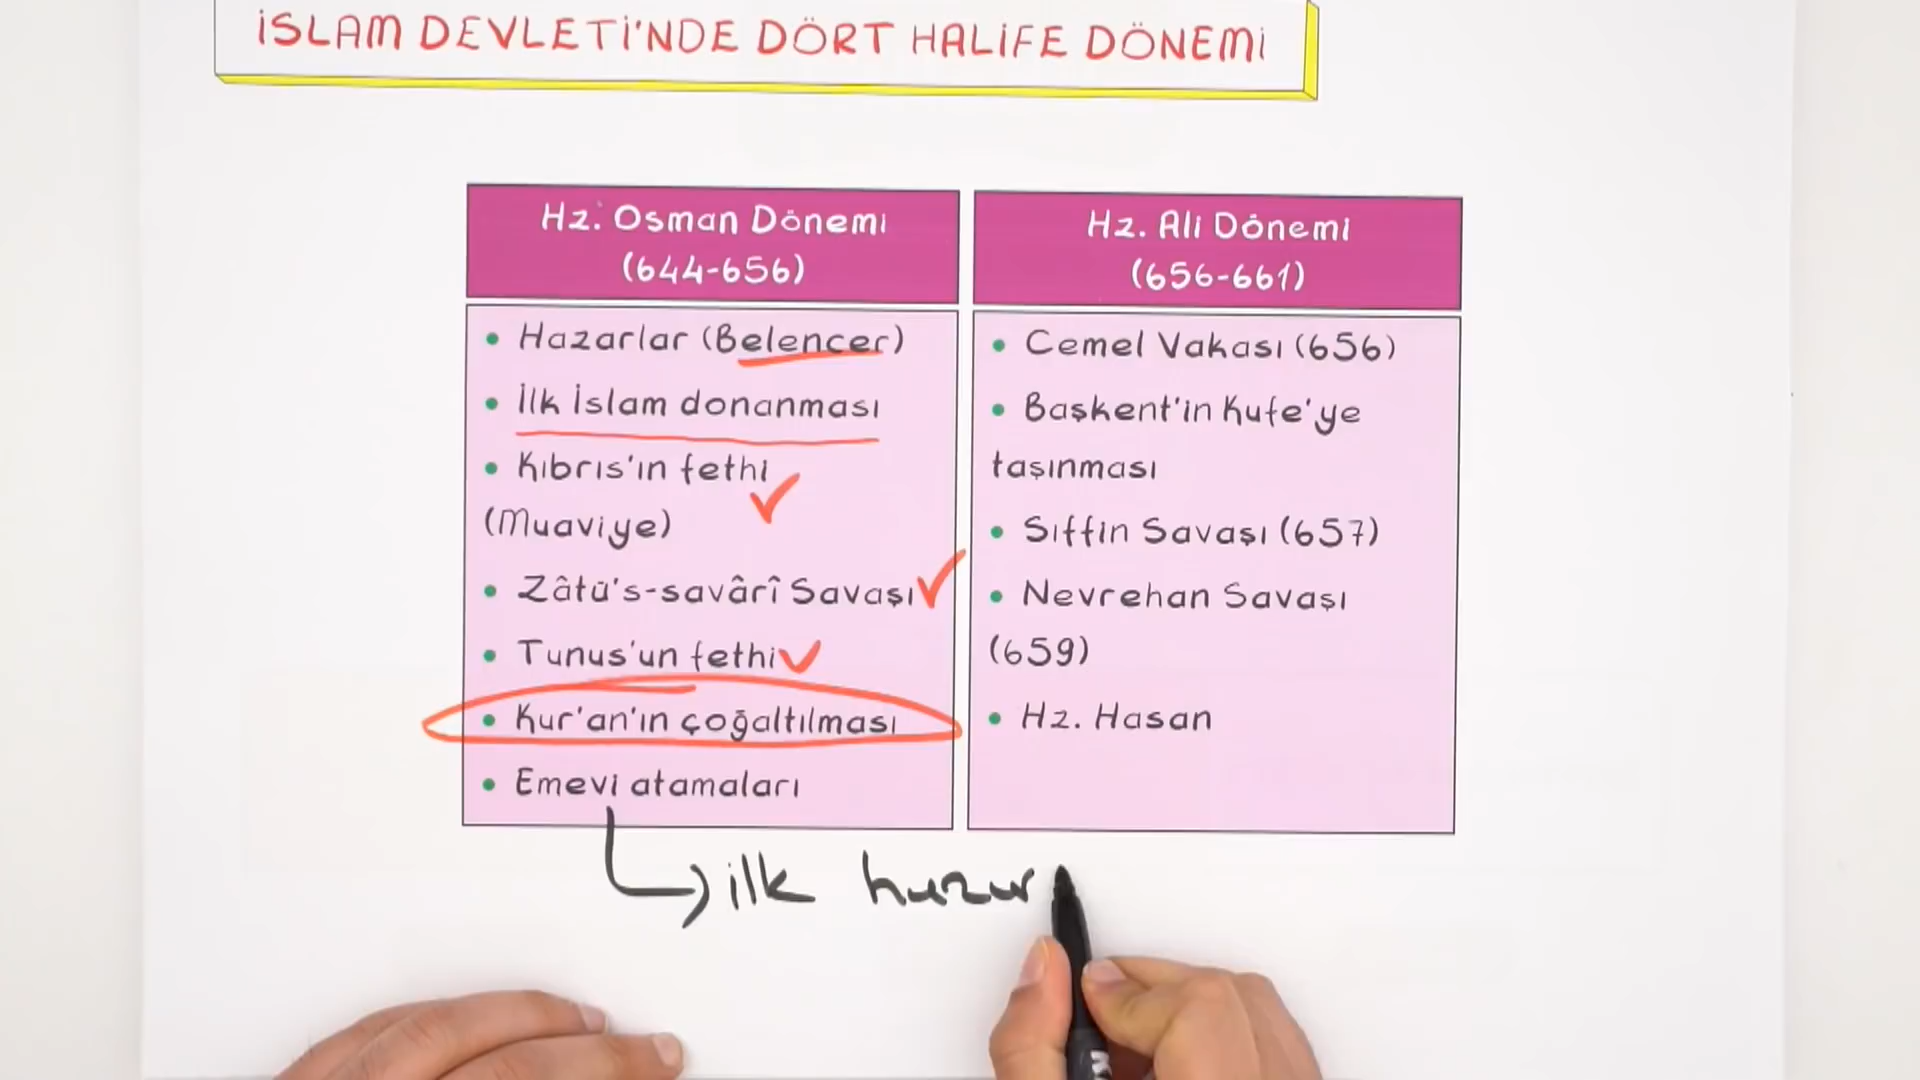 İSLAM DEVLETİ'NDE DÖRT HALİFE DÖNEMİ
Hz. Osman Dönemi
(644-656)
• Hazarlar (Belencer)
• İlk İslam donanması
• Kıbrıs'ın fethi
(Muaviye)
• Zâtü's-savârî Savaşı
• Tunus'un fethi
• Kur'an'ın çoğaltılması
• Emevi atamaları
Hz. Ali Dönemi
(656-661)
• Cemel Vakası (656)
• Başkent'in Kufe'ye
taşınması
• Sıffin Savaşı (657)
• Nevrehan Savaşı
(659)
• Hz. Hasan
ilk huzur